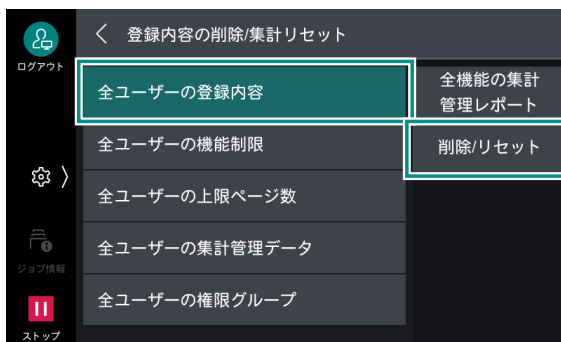 ログアウト
登録内容の削除/集計リセット
全ユーザーの登録内容
全ユーザーの機能制限
全ユーザーの上限ページ数
全ユーザーの集計管理データ
全ユーザーの権限グループ
全機能の集計
管理レポート
削除/リセット
ジョブ情報
ストップ